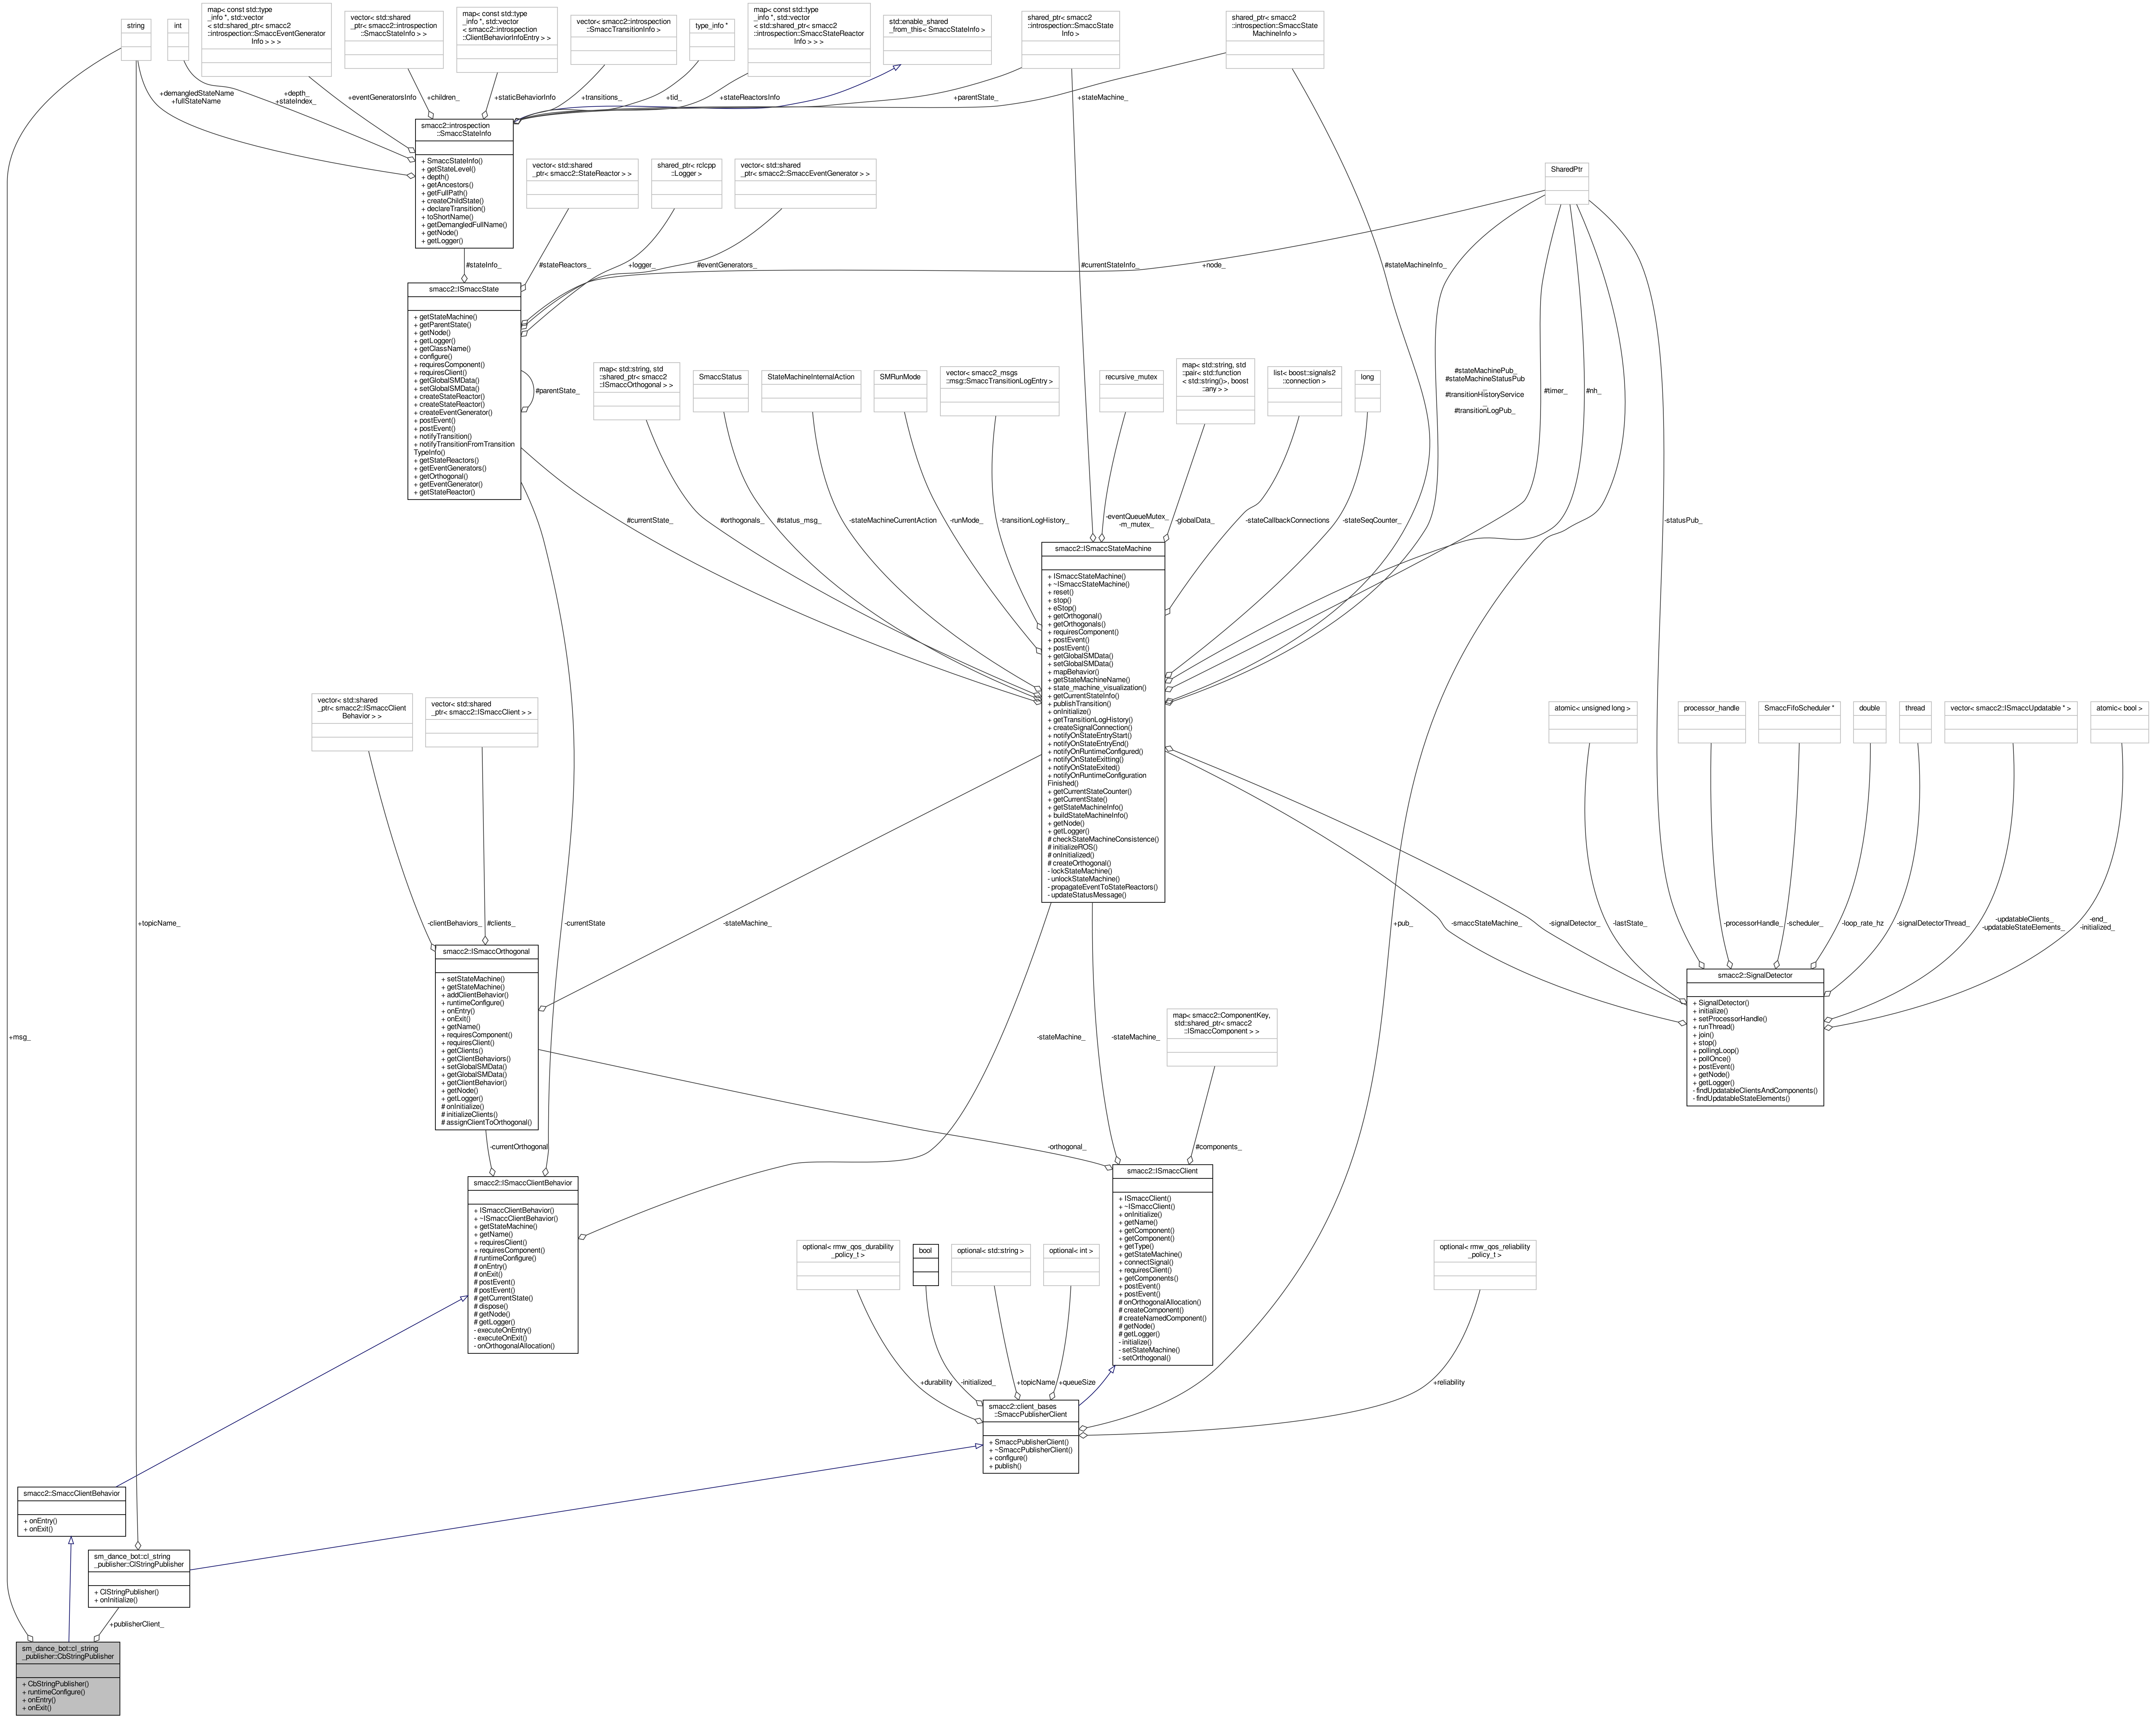 string
int
map< const std::type
_info *, std::vector
< std::shared_ptr< smacc2
::introspection::SmaccEventGenerator
Info > > >
vector< std::shared
_ptr< smacc2::introspection
::SmaccStateInfo > >
map< const std::type
_info *, std::vector
< smacc2::introspection
::ClientBehaviorInfoEntry > >
vector< smacc2::introspection
::SmaccTransitionInfo >
type_info *
map< const std::type
_info *, std::vector
< std::shared_ptr< smacc2
::introspection::SmaccStateReactor
Info > > >
std::enable_shared
_from_this< SmaccStateInfo >
shared_ptr< smacc2
::introspection::SmaccState
Info >
shared_ptr< smacc2
::introspection::SmaccState
MachineInfo >
+demangledStateName
+fullStateName
+depth_
+stateIndex_
+eventGeneratorsInfo
+children_
+staticBehaviorInfo
+transitions_
+tid_
+stateReactorsInfo
+parentState_
+stateMachine_
smacc2::introspection
::SmaccStateInfo
+ SmaccStateInfo()
+ getStateLevel()
+ depth()
+ getAncestors()
+ getFullPath()
+ createChildState()
+ declareTransition()
+ toShortName()
+ getDemangledFullName()
+ getNode()
+ getLogger()
vector< std::shared
_ptr< smacc2::StateReactor > >
shared_ptr< rclcpp
::Logger >
vector< std::shared
_ptr< smacc2::SmaccEventGenerator > >
SharedPtr
#stateInfo_
#stateReactors_
+logger_
#eventGenerators_
+node_
#currentStateInfo_
#stateMachineInfo_
smacc2::ISmaccState
+ getStateMachine()
+ getParentState()
+ getNode()
+ getLogger()
+ getClassName()
+ configure()
+ requiresComponent()
+ requiresClient()
+ getGlobalSMData()
+ setGlobalSMData()
+ createStateReactor()
+ createStateReactor()
+ createEventGenerator()
+ postEvent()
+ postEvent()
+ notifyTransition()
+ notifyTransitionFromTransition
TypeInfo()
+ getStateReactors()
+ getEventGenerators()
+ getOrthogonal()
+ getEventGenerator()
+ getStateReactor()
#parentState_
map< std::string, std
::shared_ptr< smacc2
::ISmaccOrthogonal > >
SmaccStatus
StateMachineInternalAction
SMRunMode
vector< smacc2_msgs
::msg::SmaccTransitionLogEntry >
recursive_mutex
map< std::string, std
::pair< std::function
< std::string()>, boost
::any > >
list< boost::signals2
::connection >
long
#stateMachinePub_
#stateMachineStatusPub
_
#transitionHistoryService
_
#transitionLogPub_
#timer_
#nh_
#currentState_
#orthogonals_
#status_msg_
-stateMachineCurrentAction
-runMode_
-transitionLogHistory_
-eventQueueMutex_
-m_mutex_
-globalData_
-stateCallbackConnections
-stateSeqCounter_
-statusPub_
smacc2::ISmaccStateMachine
+ ISmaccStateMachine()
+ ~ISmaccStateMachine()
+ reset()
+ stop()
+ eStop()
+ getOrthogonal()
+ getOrthogonals()
+ requiresComponent()
+ postEvent()
+ postEvent()
+ getGlobalSMData()
+ setGlobalSMData()
+ mapBehavior()
+ getStateMachineName()
+ state_machine_visualization()
+ getCurrentStateInfo()
+ publishTransition()
+ onInitialize()
+ getTransitionLogHistory()
+ createSignalConnection()
+ notifyOnStateEntryStart()
+ notifyOnStateEntryEnd()
+ notifyOnRuntimeConfigured()
+ notifyOnStateExitting()
+ notifyOnStateExited()
+ notifyOnRuntimeConfiguration
Finished()
+ getCurrentStateCounter()
+ getCurrentState()
+ getStateMachineInfo()
+ buildStateMachineInfo()
+ getNode()
+ getLogger()
# checkStateMachineConsistence()
# initializeROS()
# onInitialized()
# createOrthogonal()
- lockStateMachine()
- unlockStateMachine()
- propagateEventToStateReactors()
- updateStatusMessage()
vector< std::shared
_ptr< smacc2::ISmaccClient
Behavior > >
vector< std::shared
_ptr< smacc2::ISmaccClient > >
atomic< unsigned long >
processor_handle
SmaccFifoScheduler *
double
thread
vector< smacc2::ISmaccUpdatable * >
atomic< bool >
+topicName_
-clientBehaviors_
#clients_
-currentState
-stateMachine_
+pub_
-smaccStateMachine_
-signalDetector_
-lastState_
-processorHandle_
-scheduler_
-loop_rate_hz
-signalDetectorThread_
-updatableClients_
-updatableStateElements_
-end_
-initialized_
smacc2::ISmaccOrthogonal
+ setStateMachine()
+ getStateMachine()
+ addClientBehavior()
+ runtimeConfigure()
+ onEntry()
+ onExit()
+ getName()
+ requiresComponent()
+ requiresClient()
+ getClients()
+ getClientBehaviors()
+ setGlobalSMData()
+ getGlobalSMData()
+ getClientBehavior()
+ getNode()
+ getLogger()
# onInitialize()
# initializeClients()
# assignClientToOrthogonal()
smacc2::SignalDetector
+ SignalDetector()
+ initialize()
+ setProcessorHandle()
+ runThread()
+ join()
+ stop()
+ pollingLoop()
+ pollOnce()
+ postEvent()
+ getNode()
+ getLogger()
- findUpdatableClientsAndComponents()
- findUpdatableStateElements()
map< smacc2::ComponentKey,
std::shared_ptr< smacc2
::ISmaccComponent > >
+msg_
-stateMachine_
-stateMachine_
-currentOrthogonal
-orthogonal_
#components_
smacc2::ISmaccClientBehavior
+ ISmaccClientBehavior()
+ ~ISmaccClientBehavior()
+ getStateMachine()
+ getName()
+ requiresClient()
+ requiresComponent()
# runtimeConfigure()
# onEntry()
# onExit()
# postEvent()
# postEvent()
# getCurrentState()
# dispose()
# getNode()
# getLogger()
- executeOnEntry()
- executeOnExit()
- onOrthogonalAllocation()
smacc2::ISmaccClient
+ ISmaccClient()
+ ~ISmaccClient()
+ onInitialize()
+ getName()
+ getComponent()
+ getComponent()
+ getType()
+ getStateMachine()
+ connectSignal()
+ requiresClient()
+ getComponents()
+ postEvent()
+ postEvent()
# onOrthogonalAllocation()
# createComponent()
# createNamedComponent()
# getNode()
# getLogger()
- initialize()
- setStateMachine()
- setOrthogonal()
optional< rmw_qos_durability
_policy_t >
bool
optional< std::string >
optional< int >
optional< rmw_qos_reliability
_policy_t >
+durability
-initialized_
+topicName
+queueSize
+reliability
smacc2::client_bases
::SmaccPublisherClient
+ SmaccPublisherClient()
+ ~SmaccPublisherClient()
+ configure()
+ publish()
smacc2::SmaccClientBehavior
+ onEntry()
+ onExit()
sm_dance_bot::cl_string
_publisher::ClStringPublisher
+ ClStringPublisher()
+ onInitialize()
+publisherClient_
sm_dance_bot::cl_string
_publisher::CbStringPublisher
+ CbStringPublisher()
+ runtimeConfigure()
+ onEntry()
+ onExit()